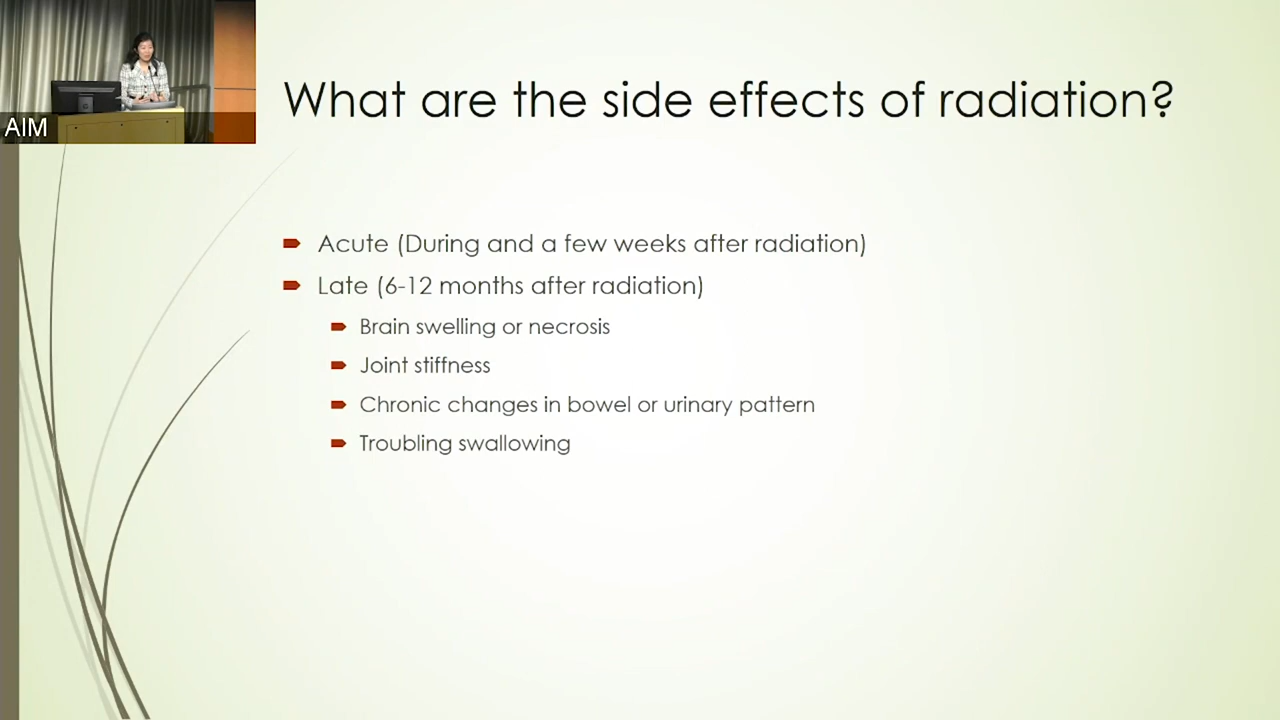 AIM
What are the side effects of radiation?
Acute (During and a few weeks after radiation)
Late (6-12 months after radiation)
Brain swelling or necrosis
Joint stiffness
Chronic changes in bowel or urinary pattern
Troubling swallowing